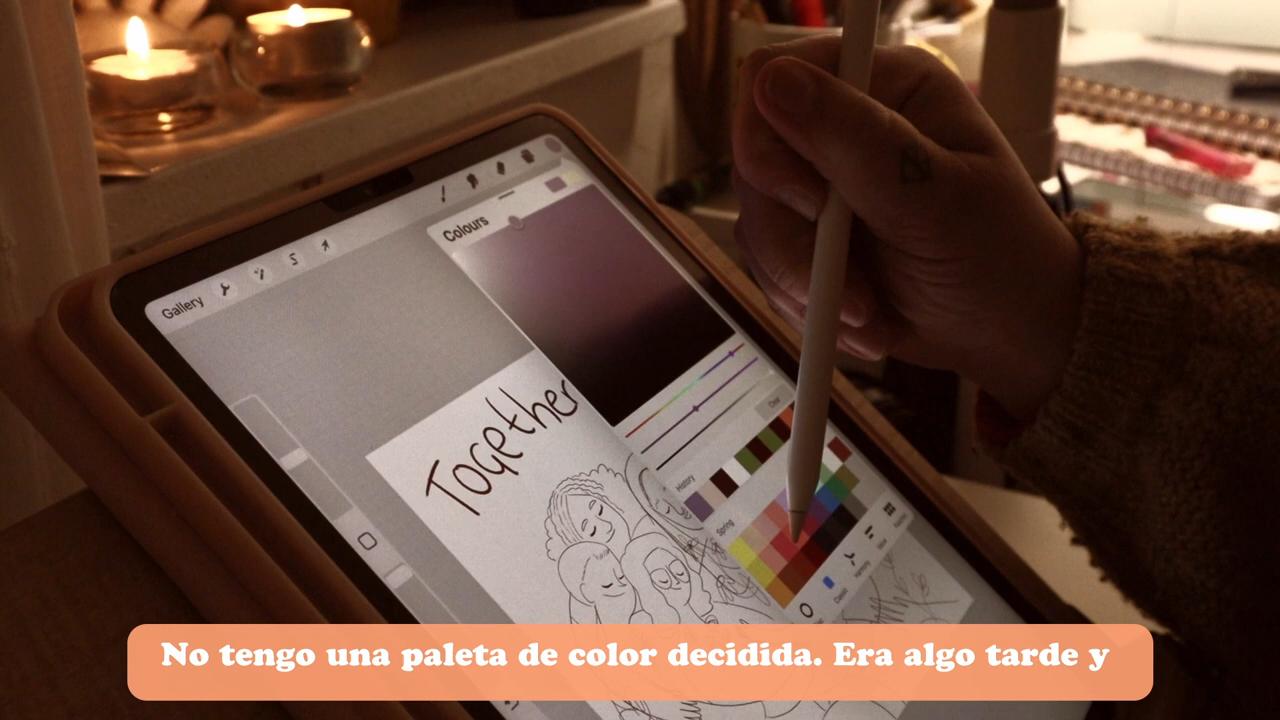 Gallery
Colours
Together
History
Spring
No tengo una paleta de color decidida. Era algo tarde y